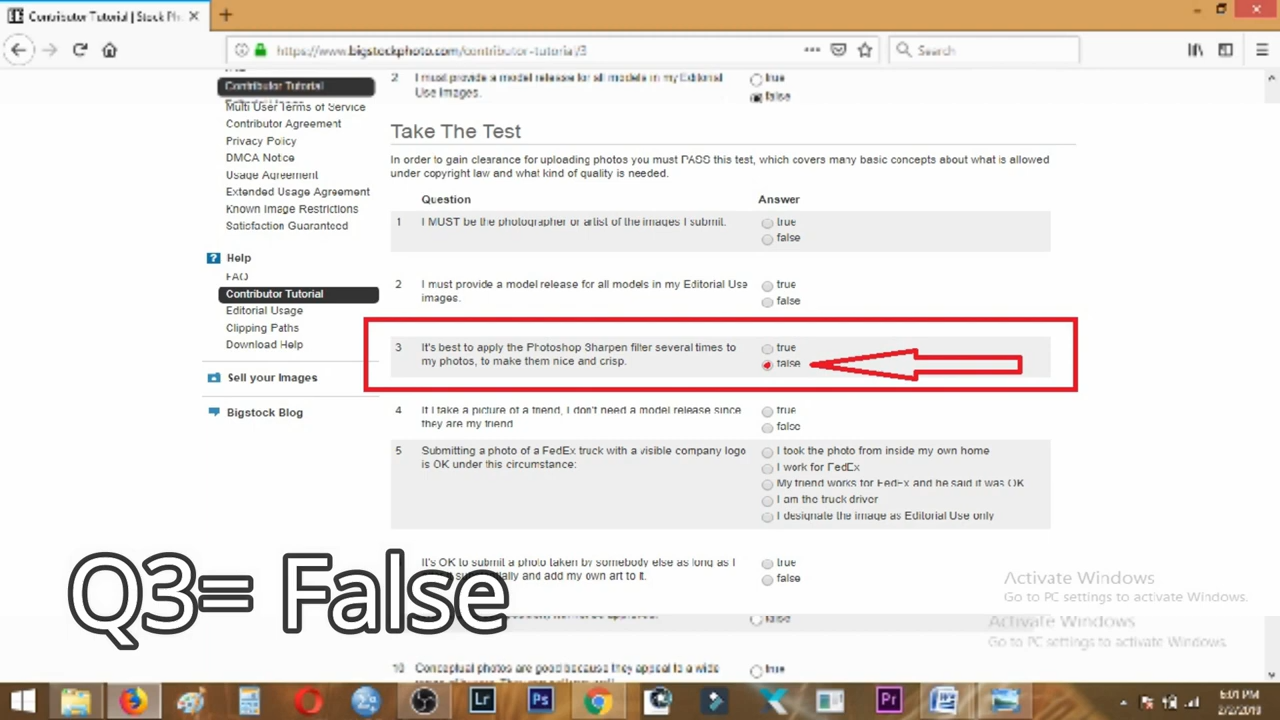 Contributor Tutorial | Stock Ph
https://www.bigstockphoto.com/contributor-tutorial/3
Search
Contributor Tutorial
Multi User Terms of Service
Contributor Agreement
Privacy Policy
DMCA Notice
Usage Agreement
Extended Usage Agreement
Known Image Restrictions
Satisfaction Guaranteed
Help
FAQ
Contributor Tutorial
Editorial Usage
Clipping Paths
Download Help
Sell your Images
Bigstock Blog
2 I must provide a model release for all models in my Editorial
Use Images.
true
false
Take The Test
In order to gain clearance for uploading photos you must PASS this test, which covers many basic concepts about what is allowed
under copyright law and what kind of quality is needed.
Question Answer
1 I MUST be the photographer or artist of the images I submit.
true
false
2 I must provide a model release for all models in my Editorial Use
images.
true
false
3 It's best to apply the Photoshop Sharpen filter several times to
my photos, to make them nice and crisp.
true
false
4 If I take a picture of a friend, I don't need a model release since
they are my friend
true
false
5 Submitting a photo of a FedEx truck with a visible company logo
is OK under this circumstance:
I took the photo from inside my own home
I work for FedEx
My friend works for FedEx and he said it was OK
I am the truck driver
I designate the image as Editorial Use only
It's OK to submit a photo taken by somebody else as long as I
and add my own art to it.
true
false
false
10 Conceptual photos are good because they appeal to a wide
true
Q3= False
Activate Windows
Go to PC settings to activate Windows.
Activate Windows
Go to PC settings to activate Windows.
Lr
Ps
Pr
6:01 PM